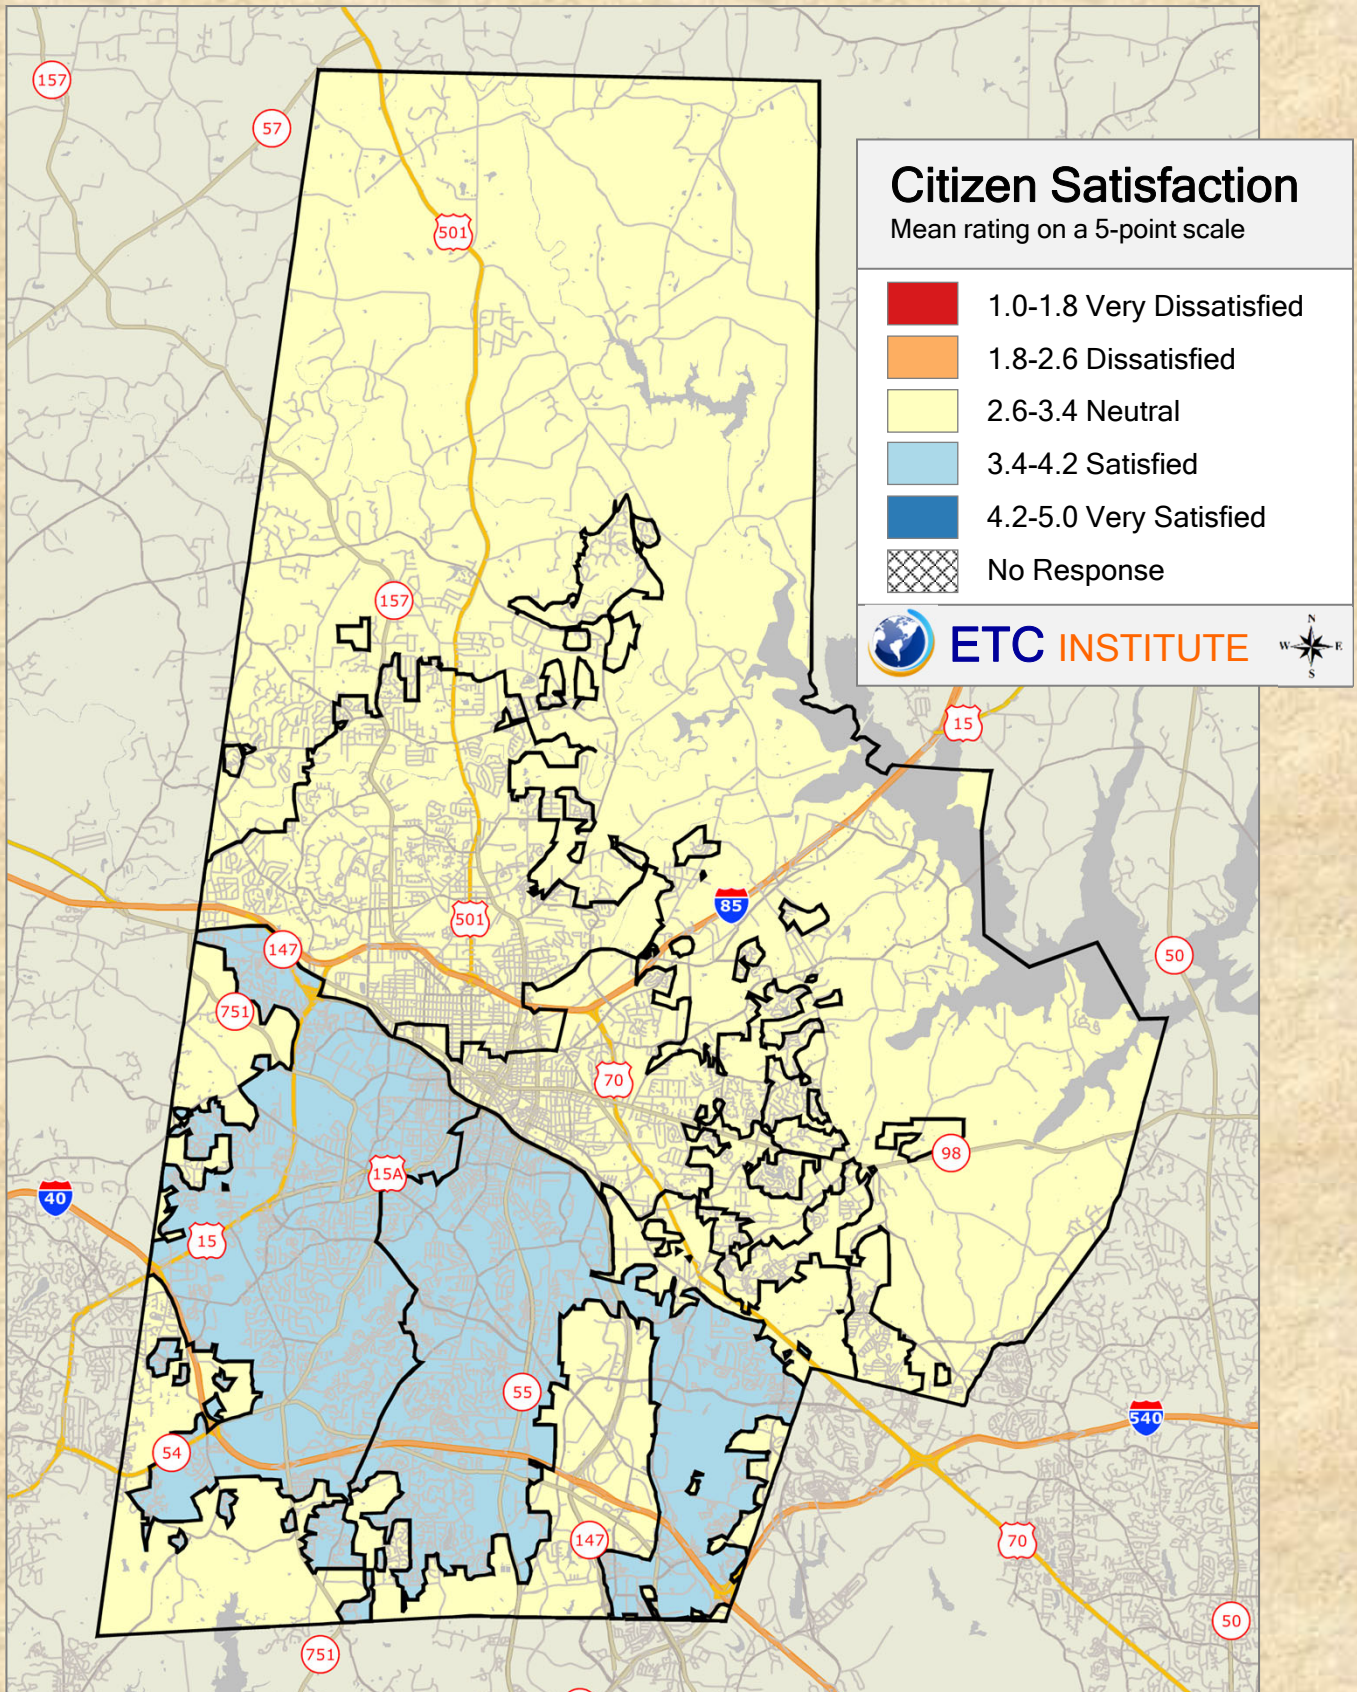 157
57
501
Citizen Satisfaction
Mean rating on a 5-point scale
1.0-1.8 Very Dissatisfied
1.8-2.6 Dissatisfied
2.6-3.4 Neutral
3.4-4.2 Satisfied
4.2-5.0 Very Satisfied
No Response
ETC INSTITUTE
N
W E
S
157
15
85
501
147
50
751
70
98
15A
40
15
55
540
54
147
70
50
751